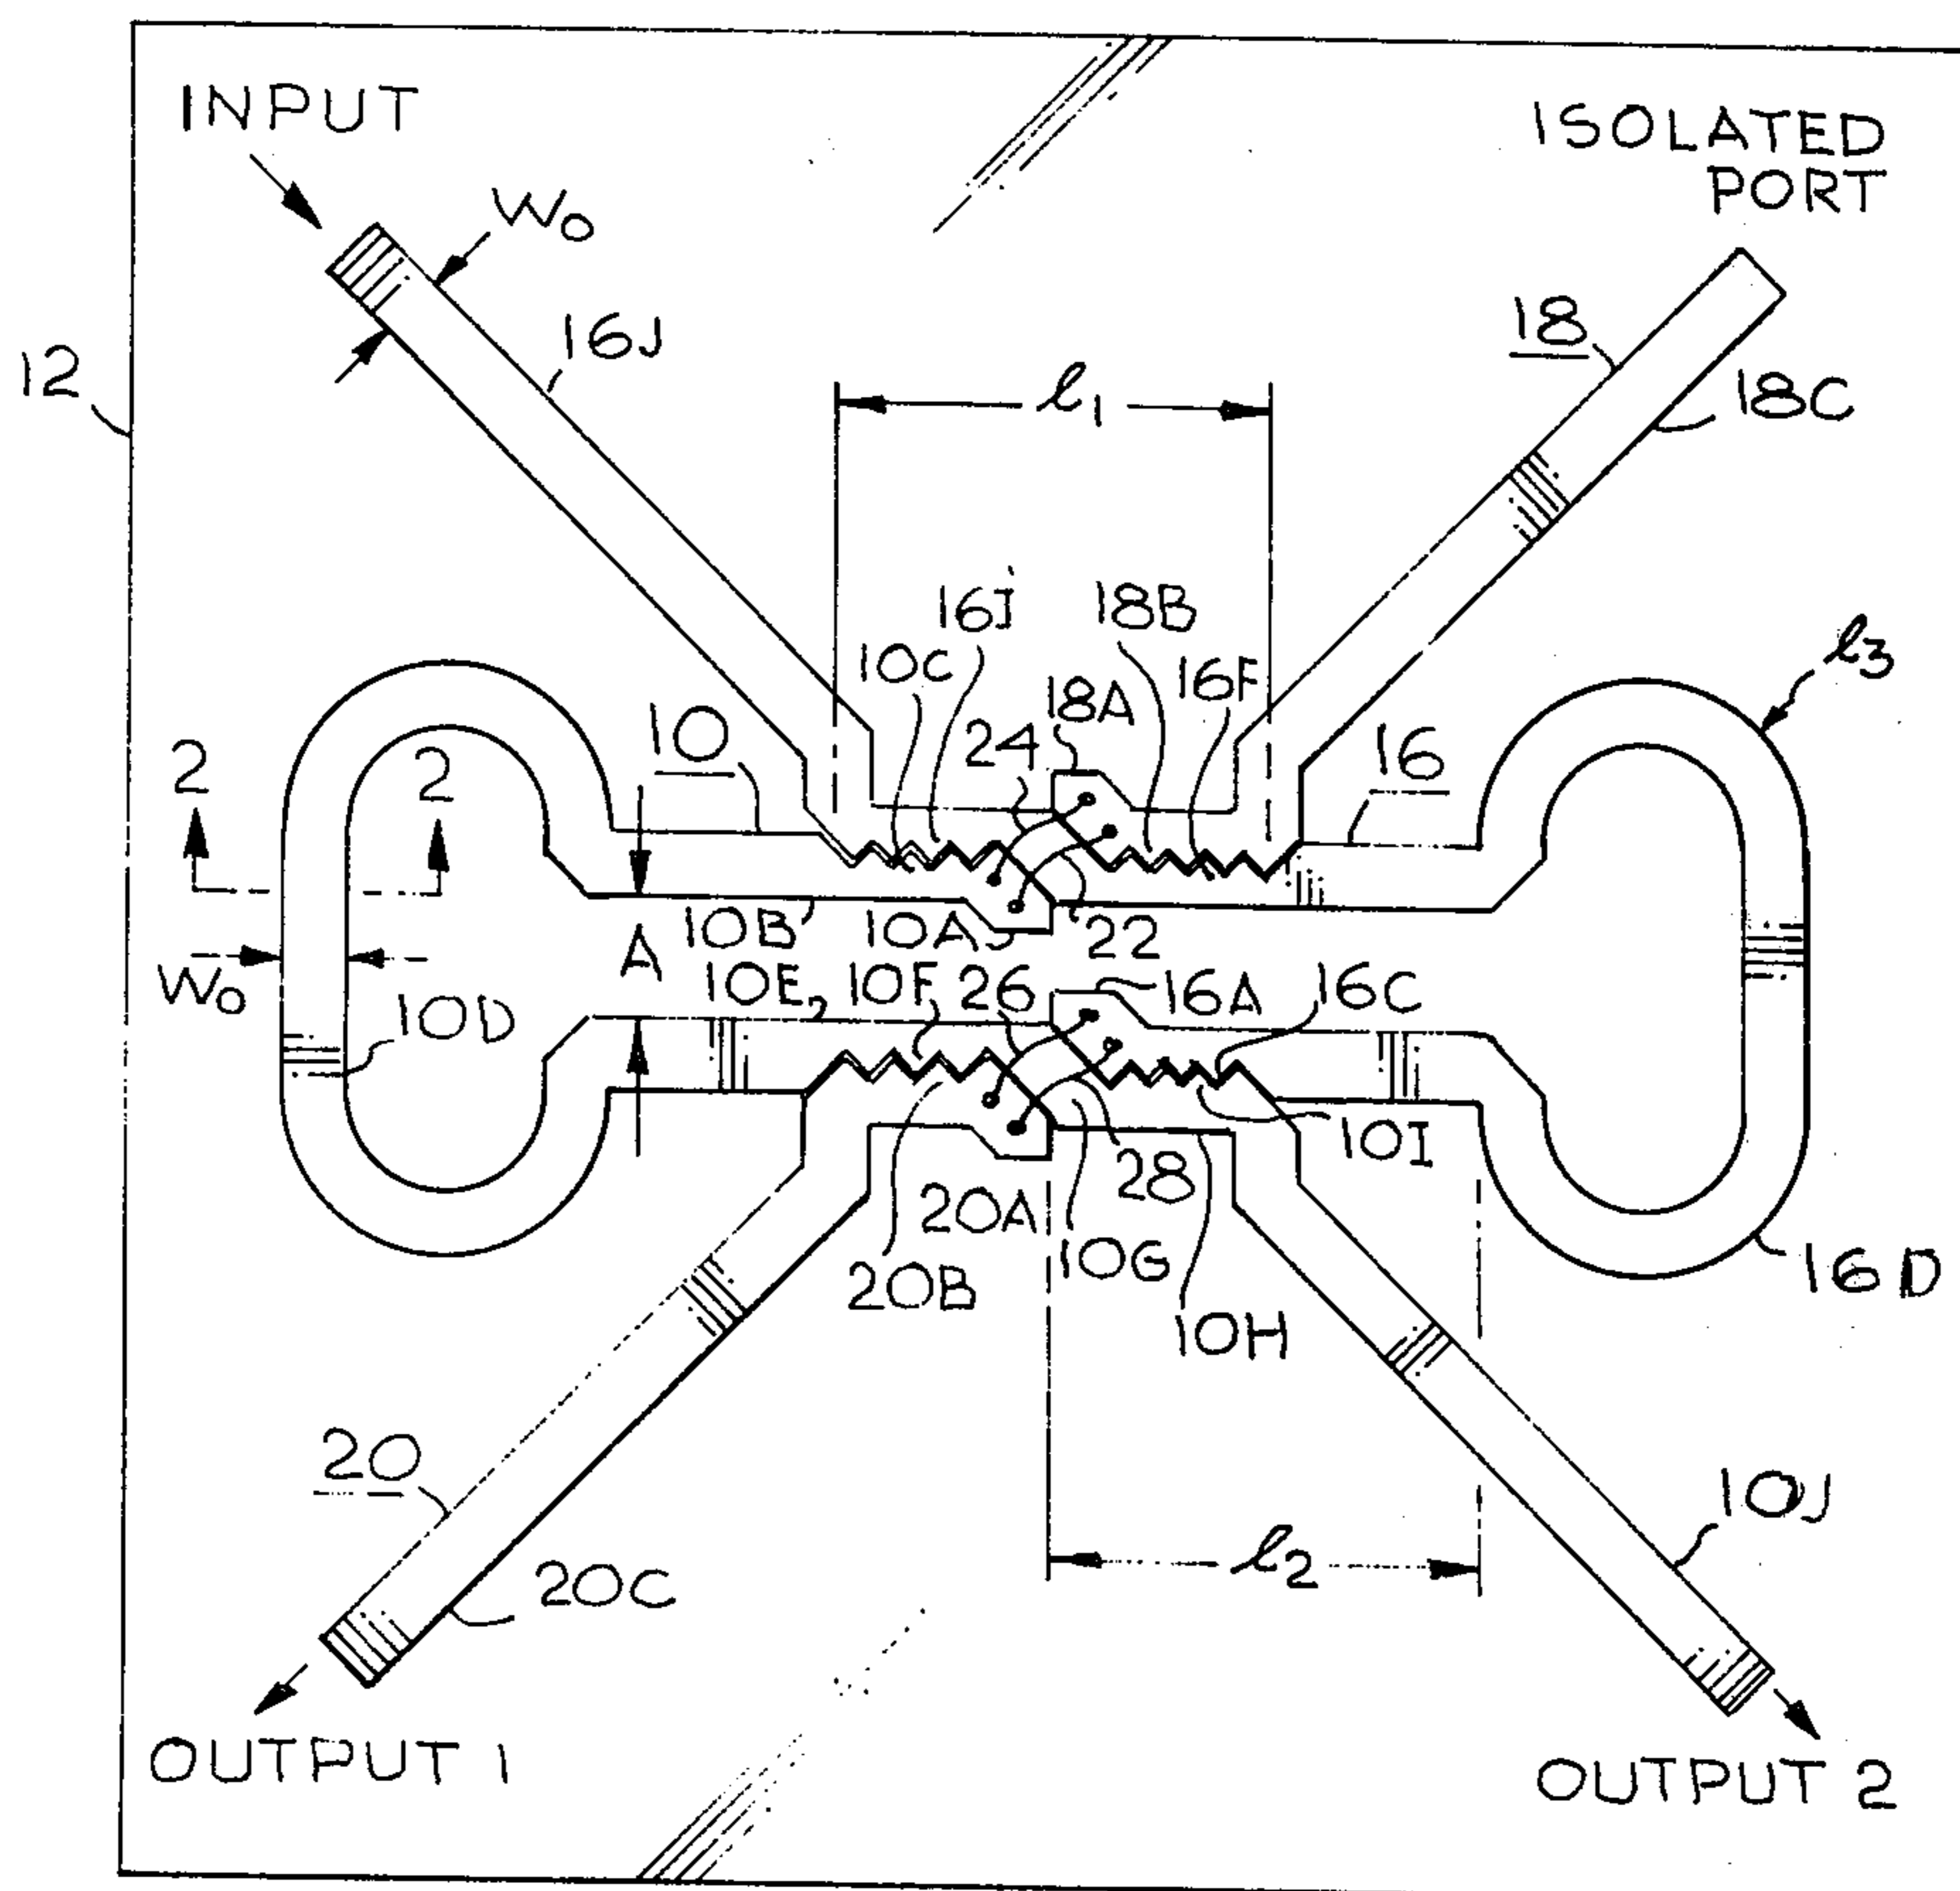 INPUT
ISOLATED
PORT
W₀
18
16J
12
ℓ₁
18C
16I
18B
ℓ₃
10C
16F
18A
10
24
16
2
2
10B
10A
22
A
W₀
10E
10F
26
16A
16C
10D
10I
28
20A
10G
20B
16D
10H
20
10J
ℓ₂
20C
OUTPUT 1
OUTPUT 2